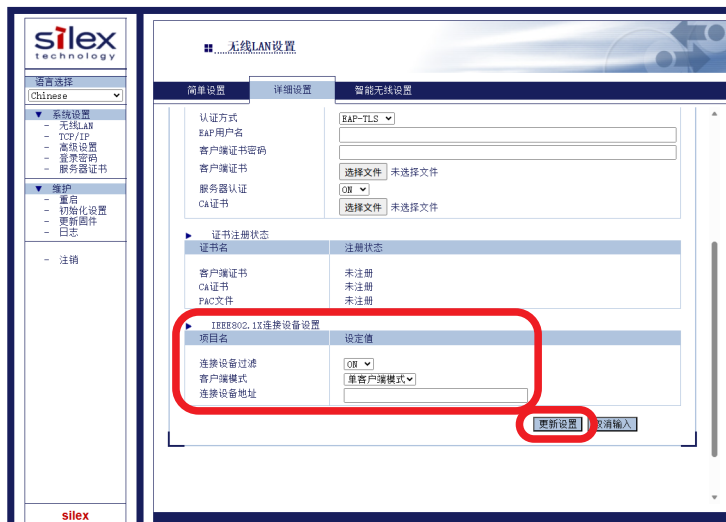 silex
technology
语言选择
Chinese
▼ 系统设置
- 无线LAN
- TCP/IP
- 高级设置
- 登录密码
- 服务器证书
▼ 维护
- 重启
- 初始化设置
- 更新固件
- 日志
- 注销
silex
无线LAN设置
简单设置 详细设置 智能无线设置
认证方式 EAP-TLS
EAP用户名
客户端证书密码
客户端证书 选择文件 未选择文件
服务器认证 ON
CA证书 选择文件 未选择文件
证书注册状态
证书名 注册状态
客户端证书 未注册
CA证书 未注册
PAC文件 未注册
IEEE802.1X连接设备设置
项目名 设定值
连接设备过滤 ON
客户端模式 单客户端模式
连接设备地址
更新设置 取消输入